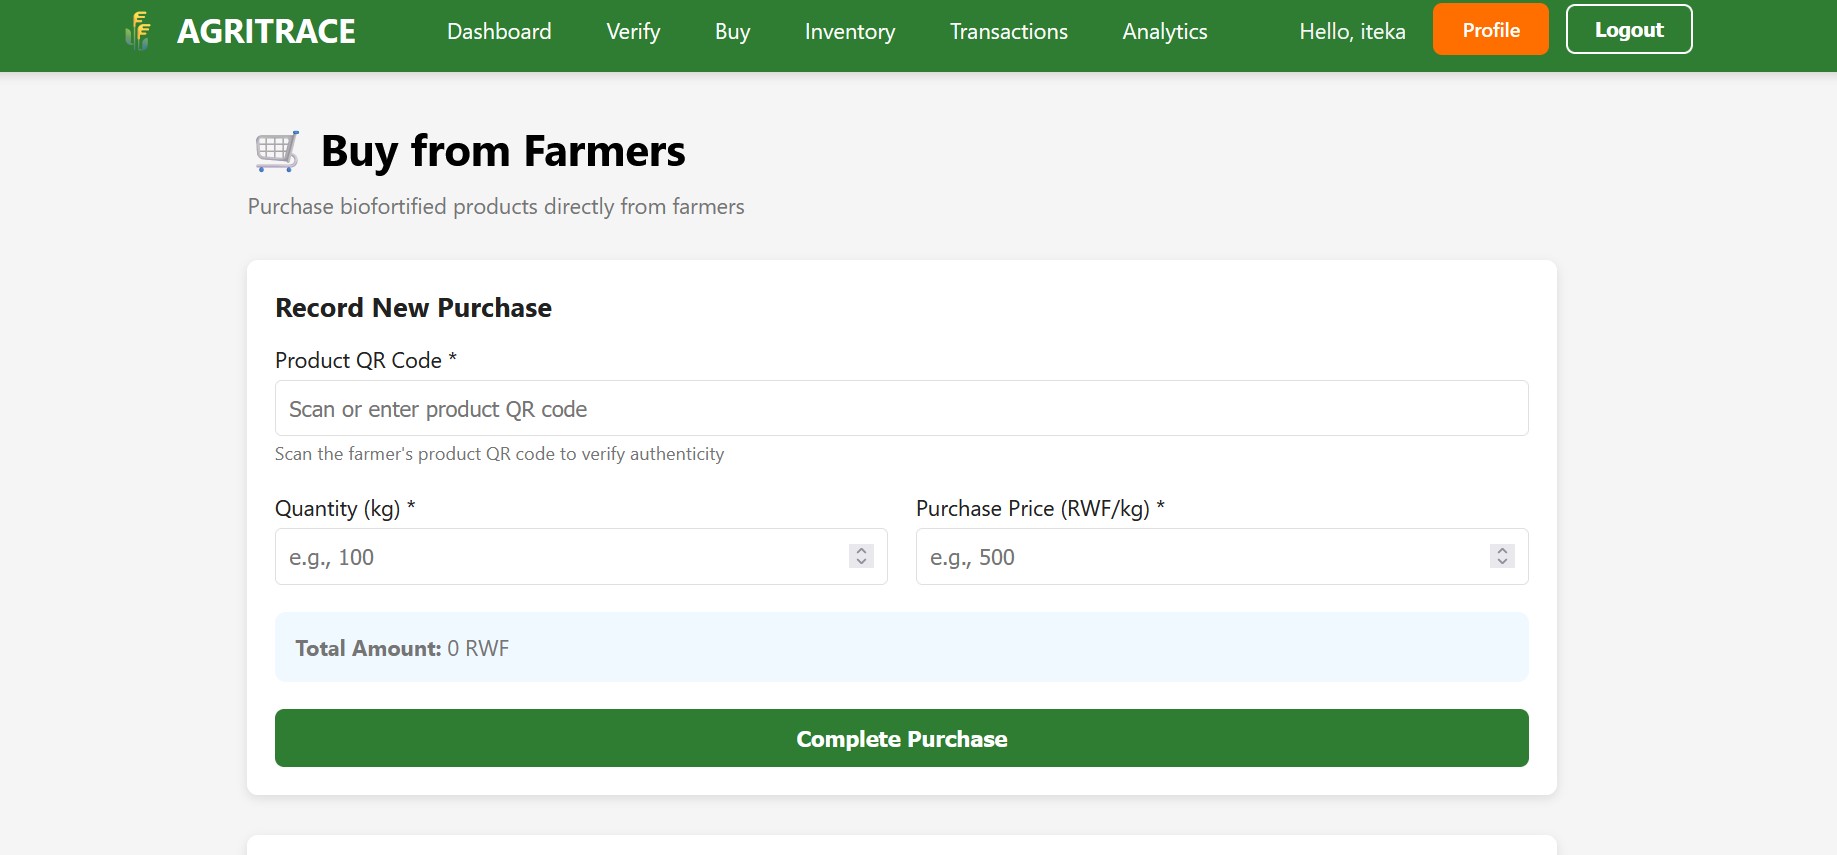 AGRITRACE Dashboard Verify Buy Inventory Transactions Analytics Hello, iteka Profile Logout
Buy from Farmers
Purchase biofortified products directly from farmers
Record New Purchase
Product QR Code *
Scan or enter product QR code
Scan the farmer's product QR code to verify authenticity
Quantity (kg) * Purchase Price (RWF/kg) *
e.g., 100 e.g., 500
Total Amount: 0 RWF
Complete Purchase